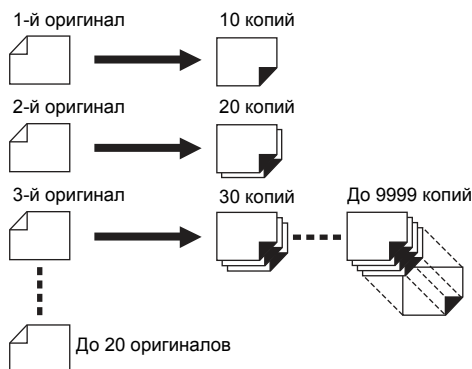 1-й оригинал 10 копий
2-й оригинал 20 копий
3-й оригинал 30 копий До 9999 копий
До 20 оригиналов